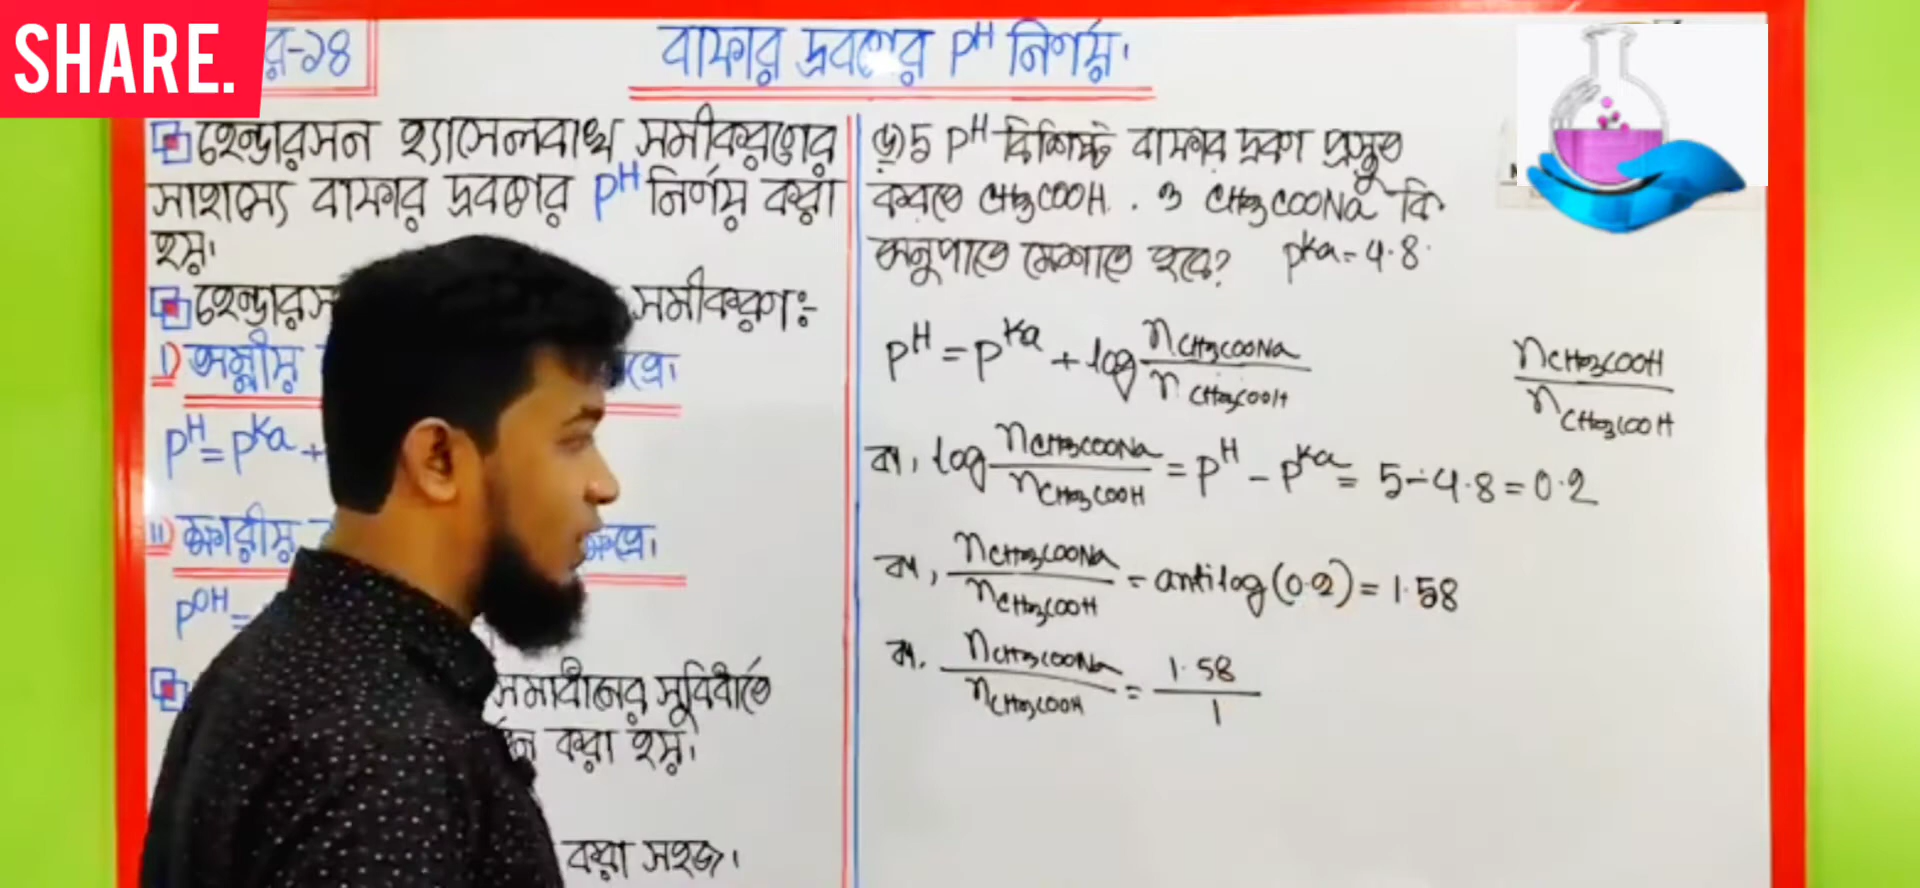 SHARE.
র-১৪
বাফার দ্রবণের pH নির্ণয়।
হেন্ডারসন হ্যাসেলবাখ সমীকরণের
সাহায্যে বাফার দ্রবণের pH নির্ণয় করা
হয়।
হেন্ডারস সমীকরণঃ-
i) অম্লীয় ত্রে।
pH = pKa +
ii) ক্ষারীয় ক্ষেত্রে।
pOH =
সমাধানের সুবিধার্তে
করা হয়।
করা সহজ।
5 pH বিশিষ্ট বাফার দ্রবণ প্রস্তুত
করতে CH3COOH . ও CH3COONa কি
অনুপাতে মেশাতে হবে? pKa = 4.8.
pH = pKa + log nCH3COONa / nCH3COOH
nCH3COOH / nCH3COOH
বা, log nCH3COONa / nCH3COOH = pH - pKa = 5-4.8 = 0.2
বা, nCH3COONa / nCH3COOH = antilog (0.2) = 1.58
বা. nCH3COONa / nCH3COOH = 1.58 / 1